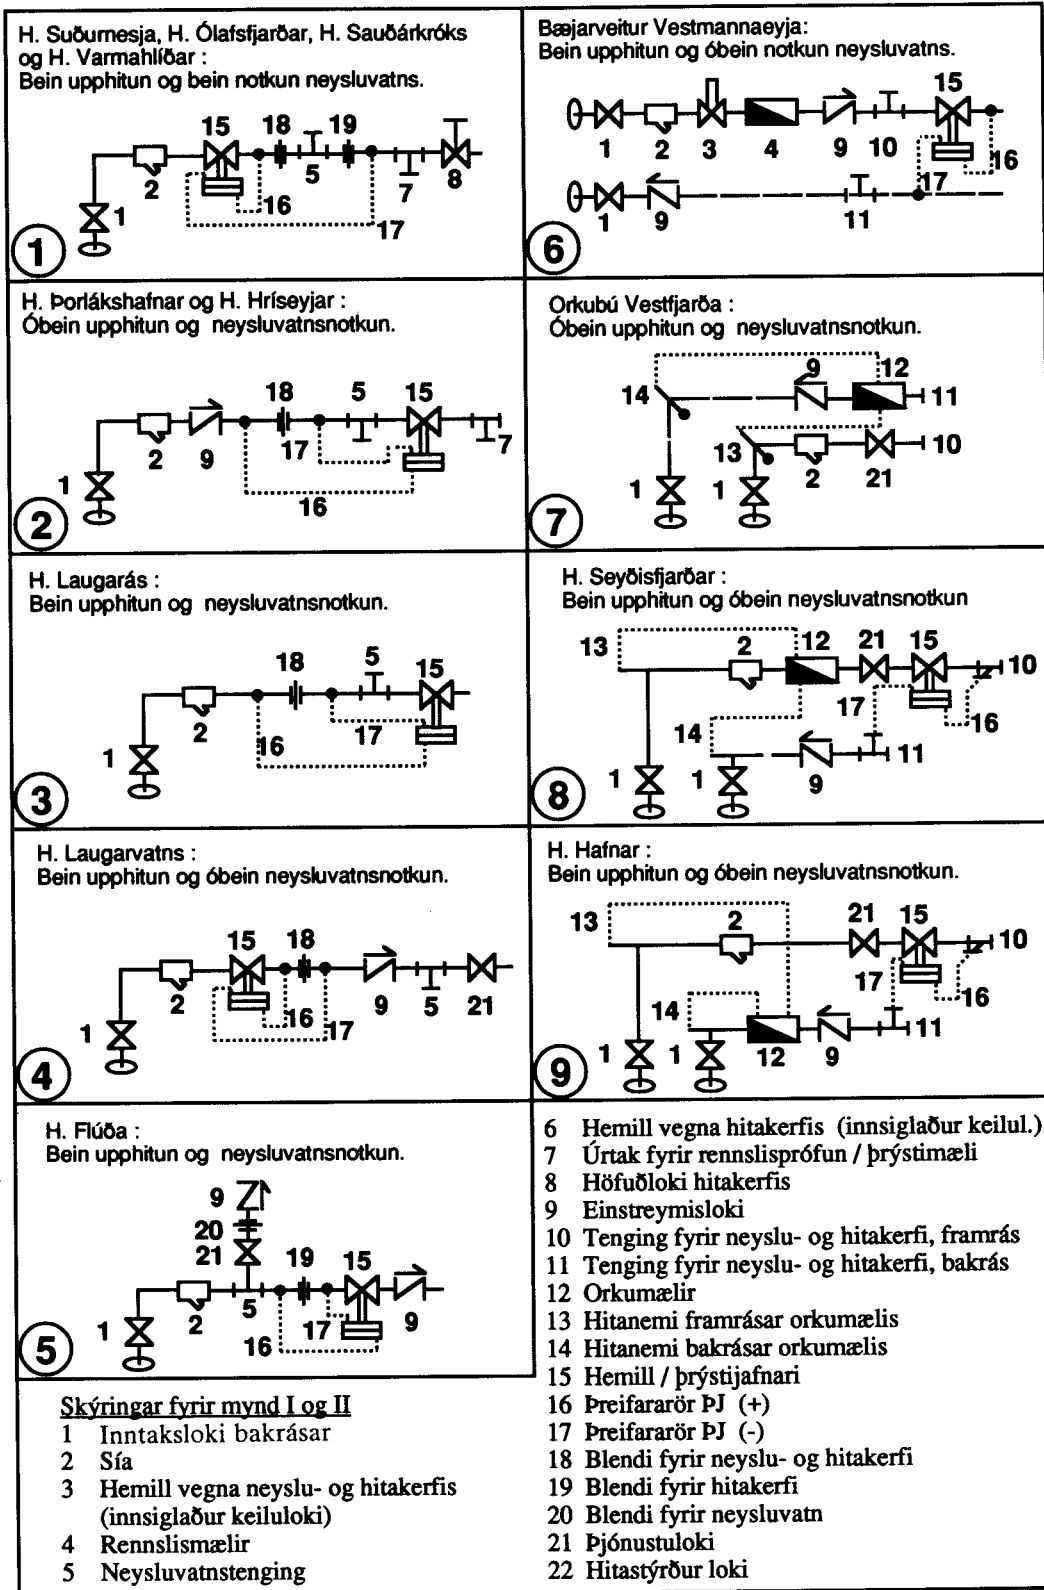 H. Suðurnesja, H. Ólafsfjarðar, H. Sauðárkróks
og H. Varmahlíðar :
Bein upphitun og bein notkun neysluvatns.
15 18 19
2 5 7 8
1 16
17
1
Bæjarveitur Vestmannaeyja:
Bein upphitun og óbein notkun neysluvatns.
15
1 2 3 4 9 10 16
17
1 9 11
6
H. Þorlákshafnar og H. Hríseyjar :
Óbein upphitun og neysluvatnsnotkun.
18 5 15
2 9 17 7
1
16
2
Orkubú Vestfjarða :
Óbein upphitun og neysluvatnsnotkun.
9 12
14 11
13 10
2 21
1 1
7
H. Laugarás :
Bein upphitun og neysluvatnsnotkun.
18 5 15
2 16 17
1
3
H. Seyðisfjarðar :
Bein upphitun og óbein neysluvatnsnotkun
13 2 12 21 15
10
17 16
14 11
1 1 9
8
H. Laugarvatns :
Bein upphitun og óbein neysluvatnsnotkun.
15 18
2 9 5 21
1 16 17
4
H. Hafnar :
Bein upphitun og óbein neysluvatnsnotkun.
13 2 21 15
10
17 16
14 11
1 1 12 9
9
H. Flúða :
Bein upphitun og neysluvatnsnotkun.
9
20
21 19 15
2 5 17 9
1 16
5
Skýringar fyrir mynd I og II
1 Inntaksloki bakrásar
2 Sía
3 Hemill vegna neyslu- og hitakerfis
(innsiglaður keiluloki)
4 Rennslismælir
5 Neysluvatnstenging
6 Hemill vegna hitakerfis (innsiglaður keilul.)
7 Úrtak fyrir rennslisprófun / þrýstimæli
8 Höfuðloki hitakerfis
9 Einstreymisloki
10 Tenging fyrir neyslu- og hitakerfi, framrás
11 Tenging fyrir neyslu- og hitakerfi, bakrás
12 Orkumælir
13 Hitanemi framrásar orkumælis
14 Hitanemi bakrásar orkumælis
15 Hemill / þrýstijafnari
16 Þreifararör ÞJ (+)
17 Þreifararör ÞJ (-)
18 Blendi fyrir neyslu- og hitakerfi
19 Blendi fyrir hitakerfi
20 Blendi fyrir neysluvatn
21 Þjónustuloki
22 Hitastýrður loki